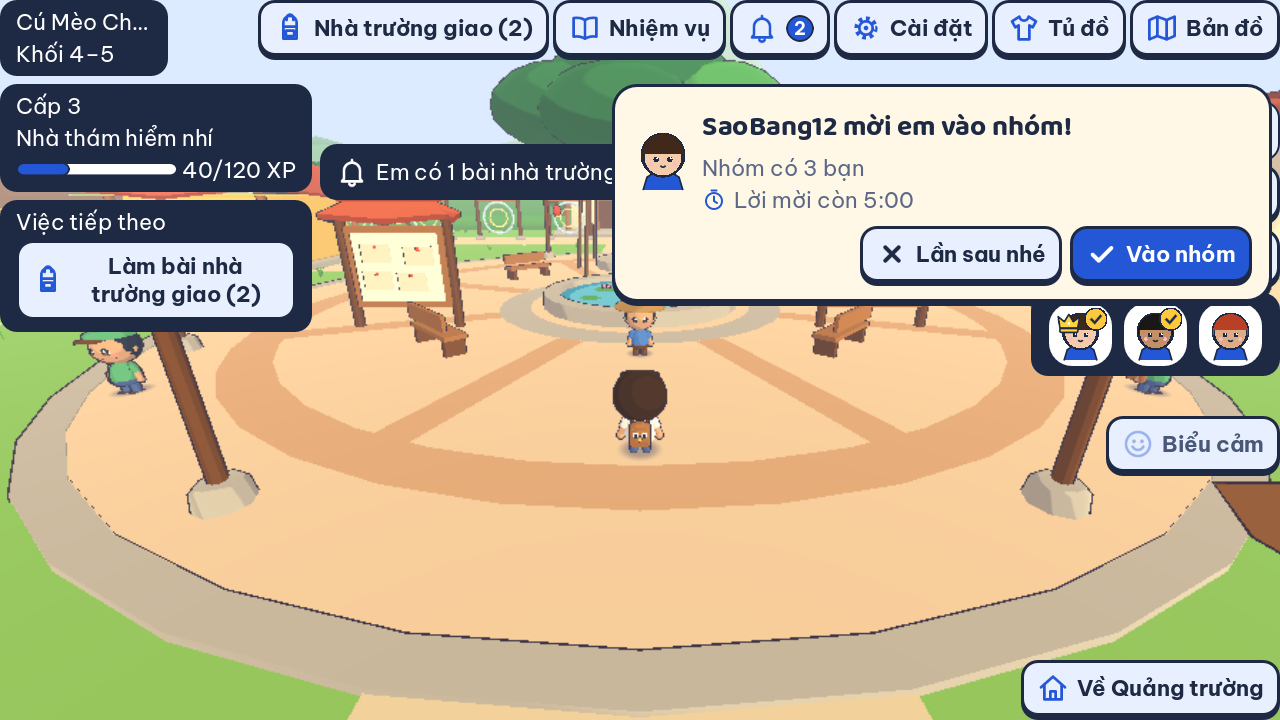 Cú Mèo Ch...
Khối 4–5
Nhà trường giao (2)
Nhiệm vụ
2
Cài đặt
Tủ đồ
Bản đồ
Cấp 3
Nhà thám hiểm nhí
40/120 XP
Em có 1 bài nhà trường
SaoBang12 mời em vào nhóm!
Nhóm có 3 bạn
Lời mời còn 5:00
Lần sau nhé
Vào nhóm
Việc tiếp theo
Làm bài nhà
trường giao (2)
Biểu cảm
Về Quảng trường